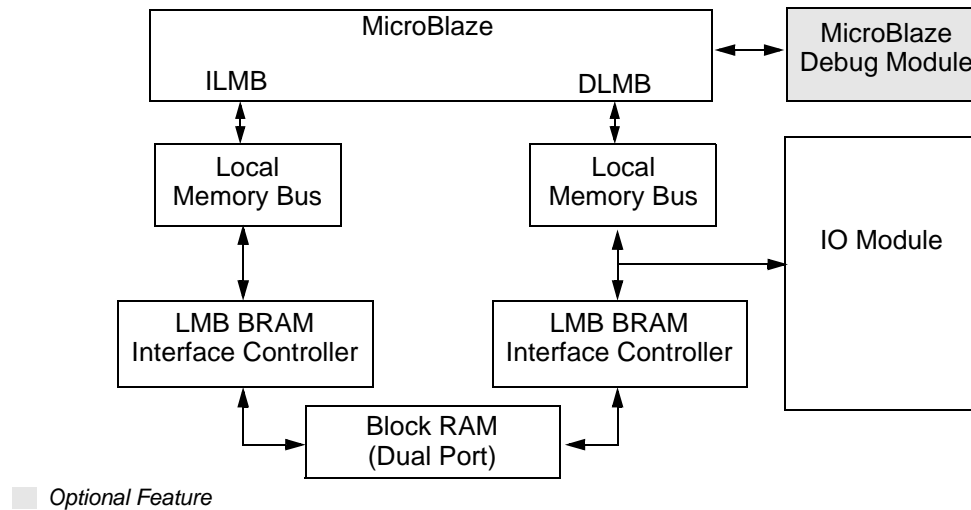 MicroBlaze
ILMB
DLMB
MicroBlaze
Debug Module
Local
Memory Bus
Local
Memory Bus
IO Module
LMB BRAM
Interface Controller
LMB BRAM
Interface Controller
Block RAM
(Dual Port)
Optional Feature